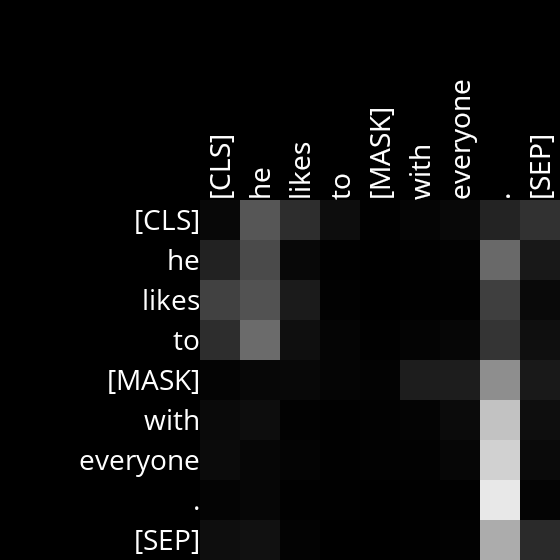 [CLS] he likes to [MASK] with everyone . [SEP]
[CLS]
he
likes
to
[MASK]
with
everyone
.
[SEP]